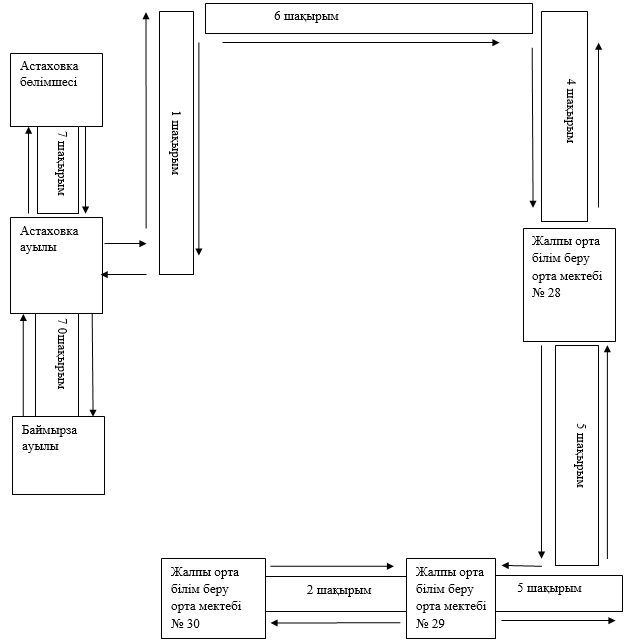 6 шақырым
Астаховка
бөлімшесі
1 шақырым
4 шақырым
7 шақырым
Астаховка
ауылы
Жалпы орта
білім беру
орта мектебі
№ 28
7 0шақырым
Баймырза
ауылы
5 шақырым
Жалпы орта
білім беру
орта мектебі
№ 30
2 шақырым
Жалпы орта
білім беру
орта мектебі
№ 29
5 шақырым